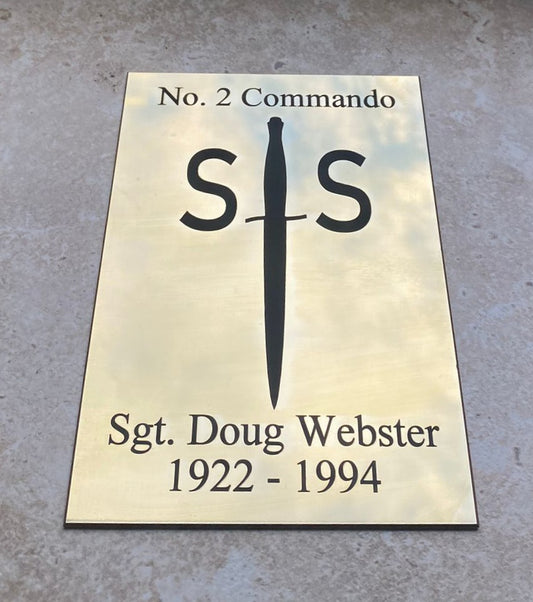 No. 2 Commando
S S
Sgt. Doug Webster
1922 - 1994